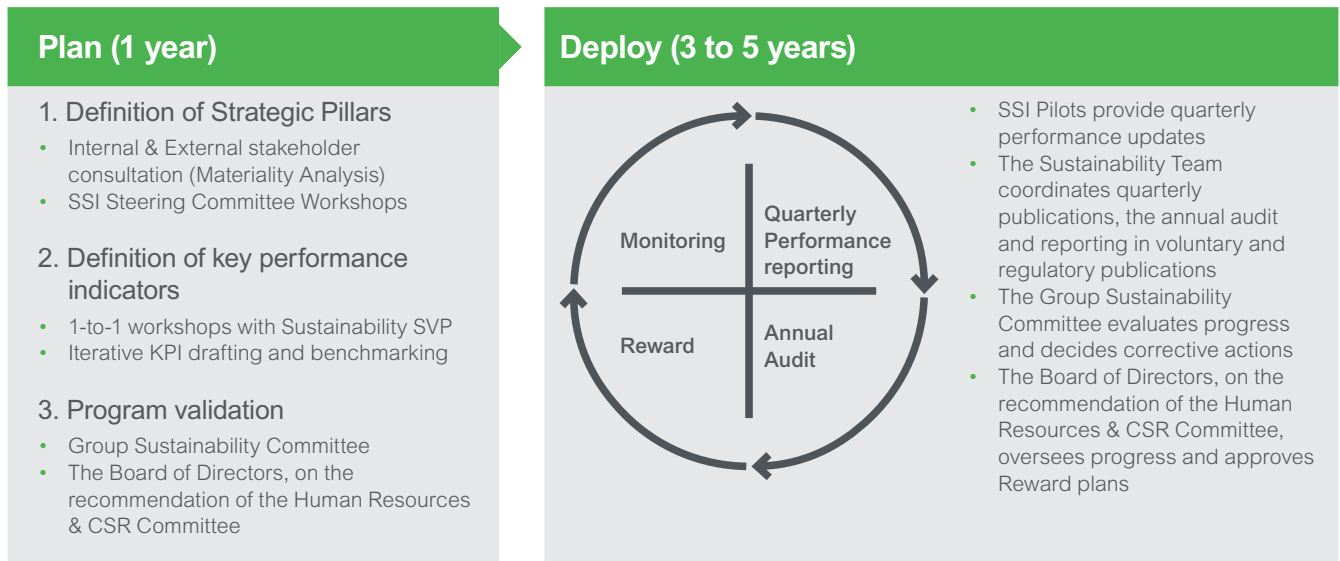 Plan (1 year)
1. Definition of Strategic Pillars
• Internal & External stakeholder
consultation (Materiality Analysis)
• SSI Steering Committee Workshops
2. Definition of key performance
indicators
• 1-to-1 workshops with Sustainability SVP
• Iterative KPI drafting and benchmarking
3. Program validation
• Group Sustainability Committee
• The Board of Directors, on the
recommendation of the Human Resources
& CSR Committee
Deploy (3 to 5 years)
Monitoring
Quarterly
Performance
reporting
Reward
Annual
Audit
• SSI Pilots provide quarterly
performance updates
• The Sustainability Team
coordinates quarterly
publications, the annual audit
and reporting in voluntary and
regulatory publications
• The Group Sustainability
Committee evaluates progress
and decides corrective actions
• The Board of Directors, on the
recommendation of the Human
Resources & CSR Committee,
oversees progress and approves
Reward plans